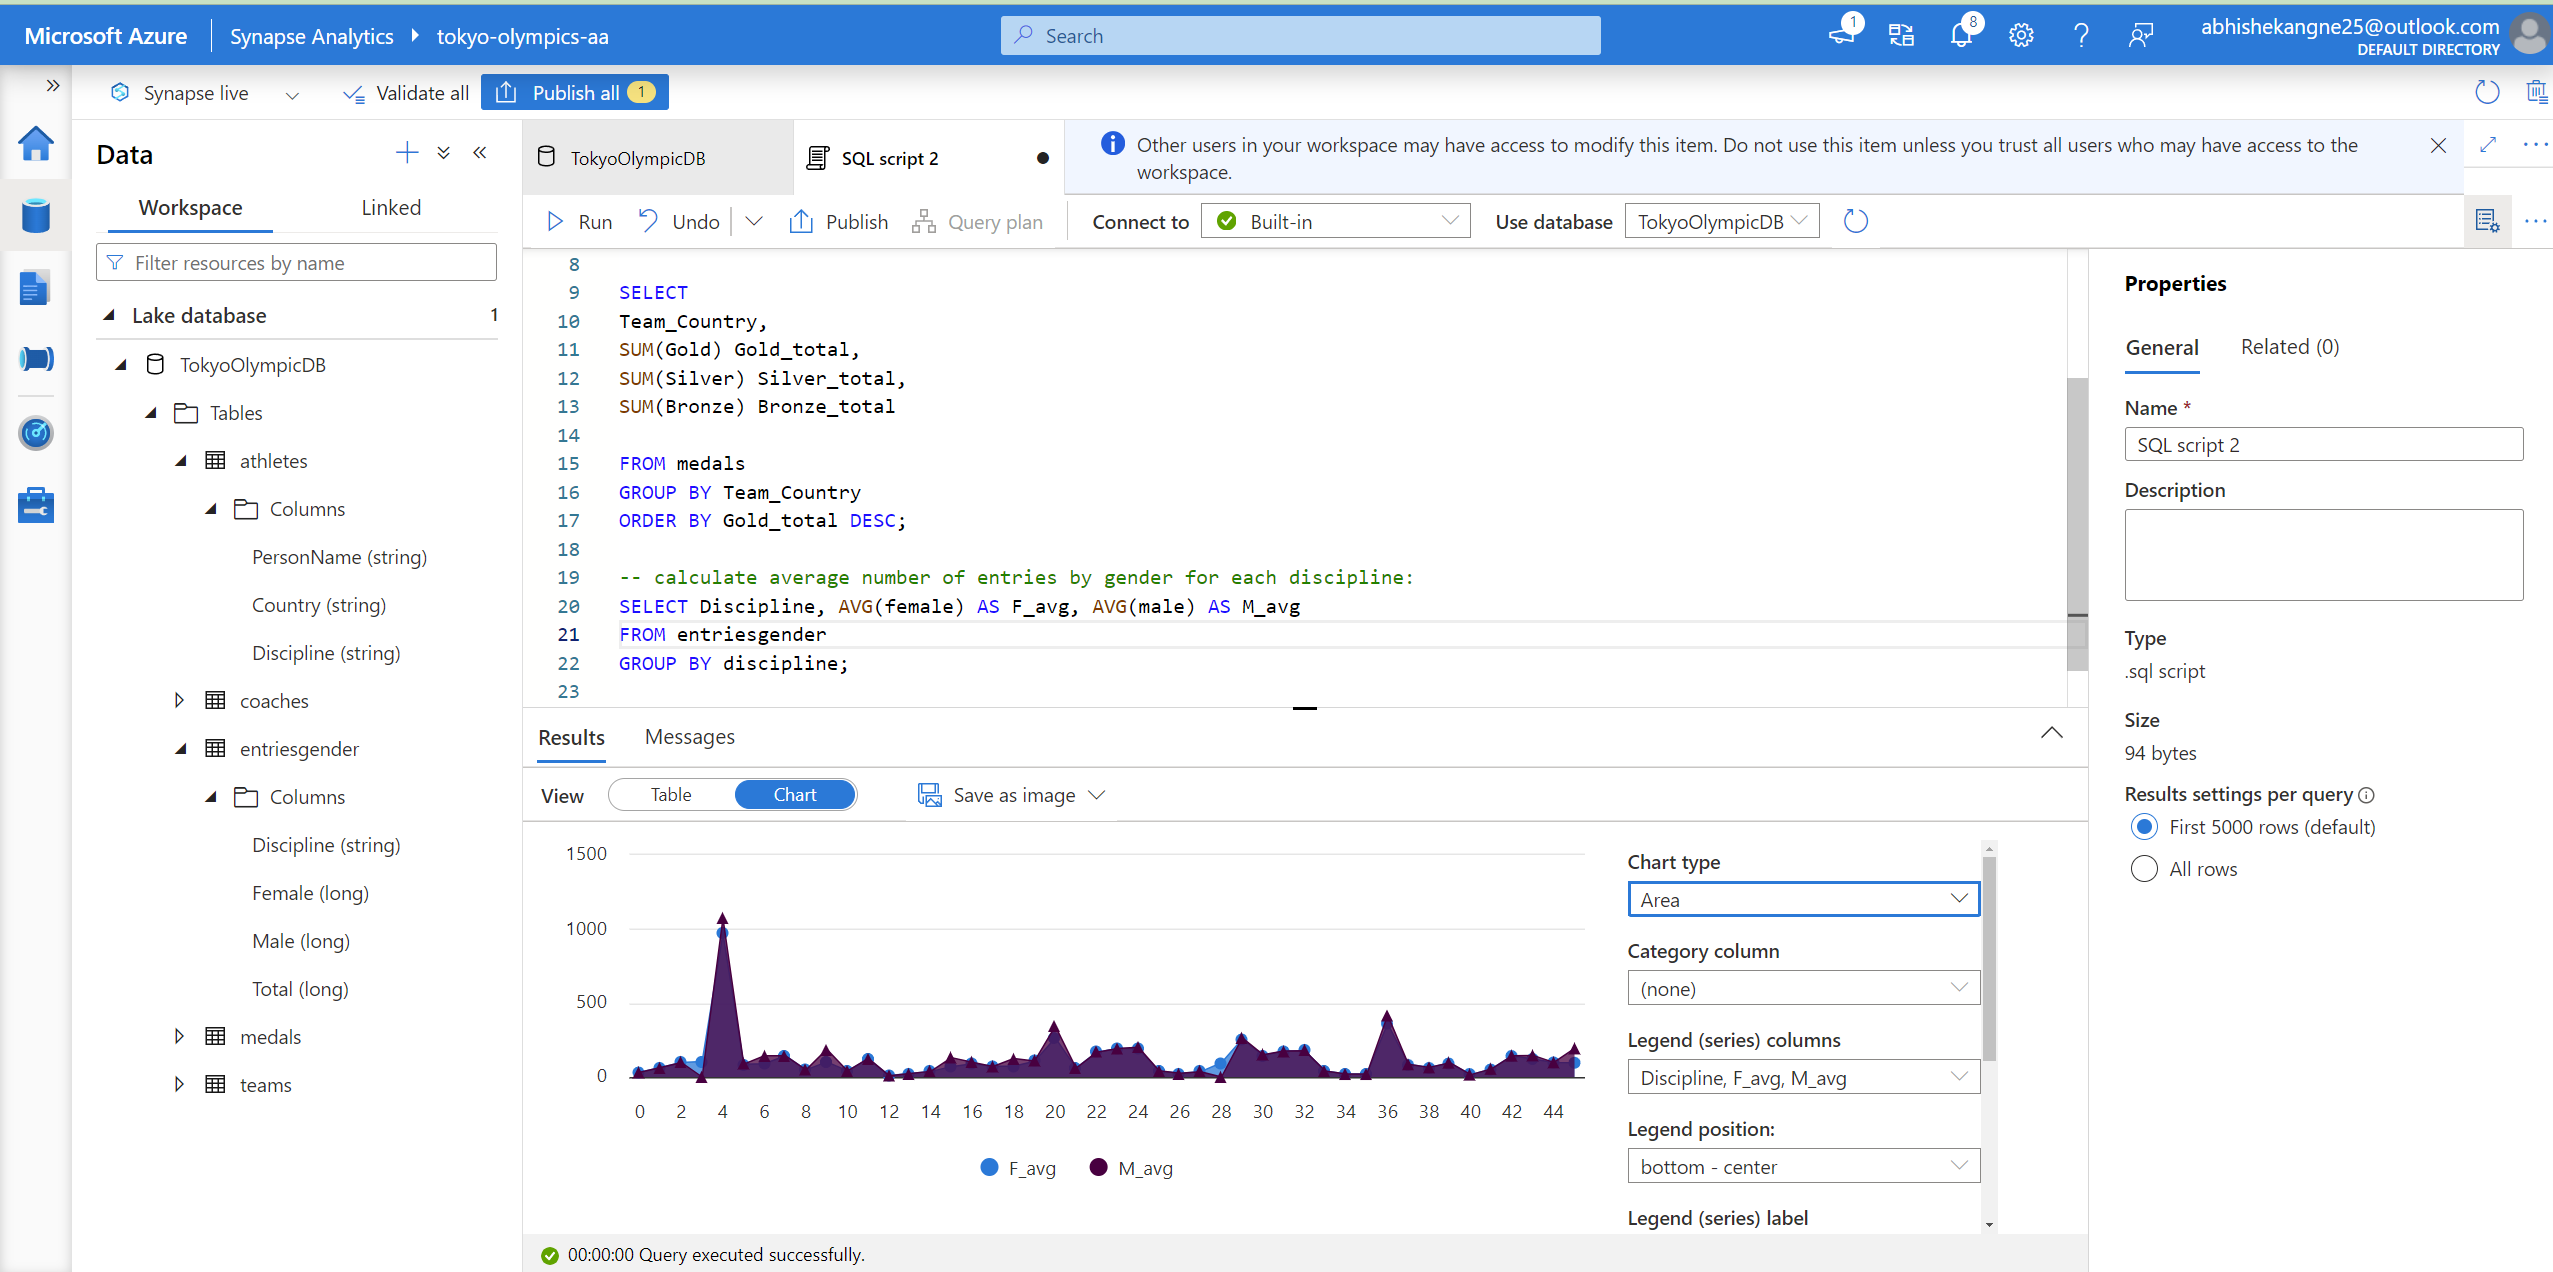 Microsoft Azure
Synapse Analytics
tokyo-olympics-aa
Search
1
8
abhishekangne25@outlook.com
DEFAULT DIRECTORY
Synapse live
Validate all
Publish all 1
Data
Workspace
Linked
Filter resources by name
Lake database 1
TokyoOlympicDB
Tables
athletes
Columns
PersonName (string)
Country (string)
Discipline (string)
coaches
entriesgender
Columns
Discipline (string)
Female (long)
Male (long)
Total (long)
medals
teams
TokyoOlympicDB
SQL script 2
Other users in your workspace may have access to modify this item. Do not use this item unless you trust all users who may have access to the
workspace.
Run
Undo
Publish
Query plan
Connect to
Built-in
Use database
TokyoOlympicDB
8
9 SELECT
10 Team_Country,
11 SUM(Gold) Gold_total,
12 SUM(Silver) Silver_total,
13 SUM(Bronze) Bronze_total
14
15 FROM medals
16 GROUP BY Team_Country
17 ORDER BY Gold_total DESC;
18
19 -- calculate average number of entries by gender for each discipline:
20 SELECT Discipline, AVG(female) AS F_avg, AVG(male) AS M_avg
21 FROM entriesgender
22 GROUP BY discipline;
23
Results
Messages
View
Table
Chart
Save as image
1500
1000
500
0
0 2 4 6 8 10 12 14 16 18 20 22 24 26 28 30 32 34 36 38 40 42 44
F_avg
M_avg
Chart type
Area
Category column
(none)
Legend (series) columns
Discipline, F_avg, M_avg
Legend position:
bottom - center
Legend (series) label
00:00:00 Query executed successfully.
Properties
General
Related (0)
Name *
SQL script 2
Description
Type
.sql script
Size
94 bytes
Results settings per query
First 5000 rows (default)
All rows